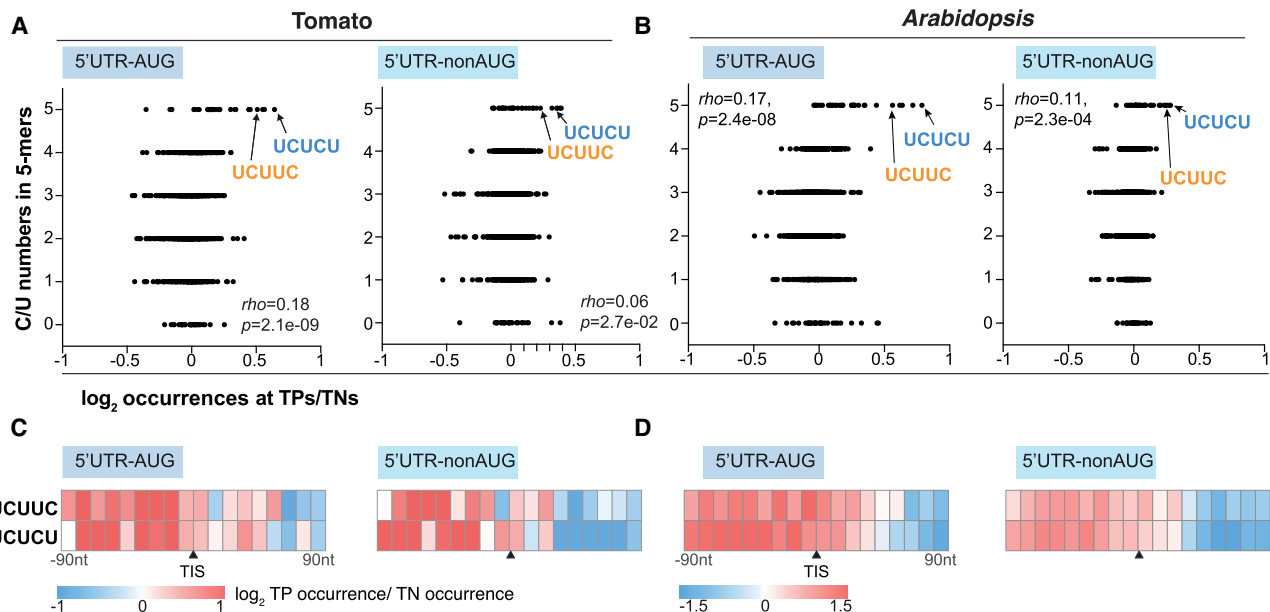 A
Tomato
B
Arabidopsis
5'UTR-AUG
5'UTR-nonAUG
5'UTR-AUG
5'UTR-nonAUG
C/U numbers in 5-mers
5
4
3
2
1
0
UCUCU
UCUUC
rho=0.18
p=2.1e-09
-1
-0.5
0
0.5
1
5
4
3
2
1
0
UCUCU
UCUUC
rho=0.06
p=2.7e-02
-1
-0.5
0
0.5
1
5
4
3
2
1
0
rho=0.17,
p=2.4e-08
UCUCU
UCUUC
-1
-0.5
0
0.5
1
5
4
3
2
1
0
rho=0.11,
p=2.3e-04
UCUCU
UCUUC
-1
-0.5
0
0.5
1
log2 occurrences at TPs/TNs
C
D
5'UTR-AUG
5'UTR-nonAUG
5'UTR-AUG
5'UTR-nonAUG
UCUUC
UCUCU
-90nt
TIS
90nt
-90nt
TIS
90nt
-1
0
1
log2 TP occurrence/ TN occurrence
-1.5
0
1.5